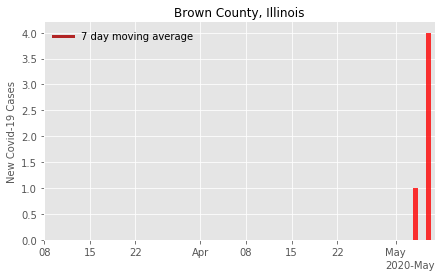 Brown County, Illinois
7 day moving average
New Covid-19 Cases
4.0
3.5
3.0
2.5
2.0
1.5
1.0
0.5
0.0
08 15 22 Apr 08 15 22 May
2020-May